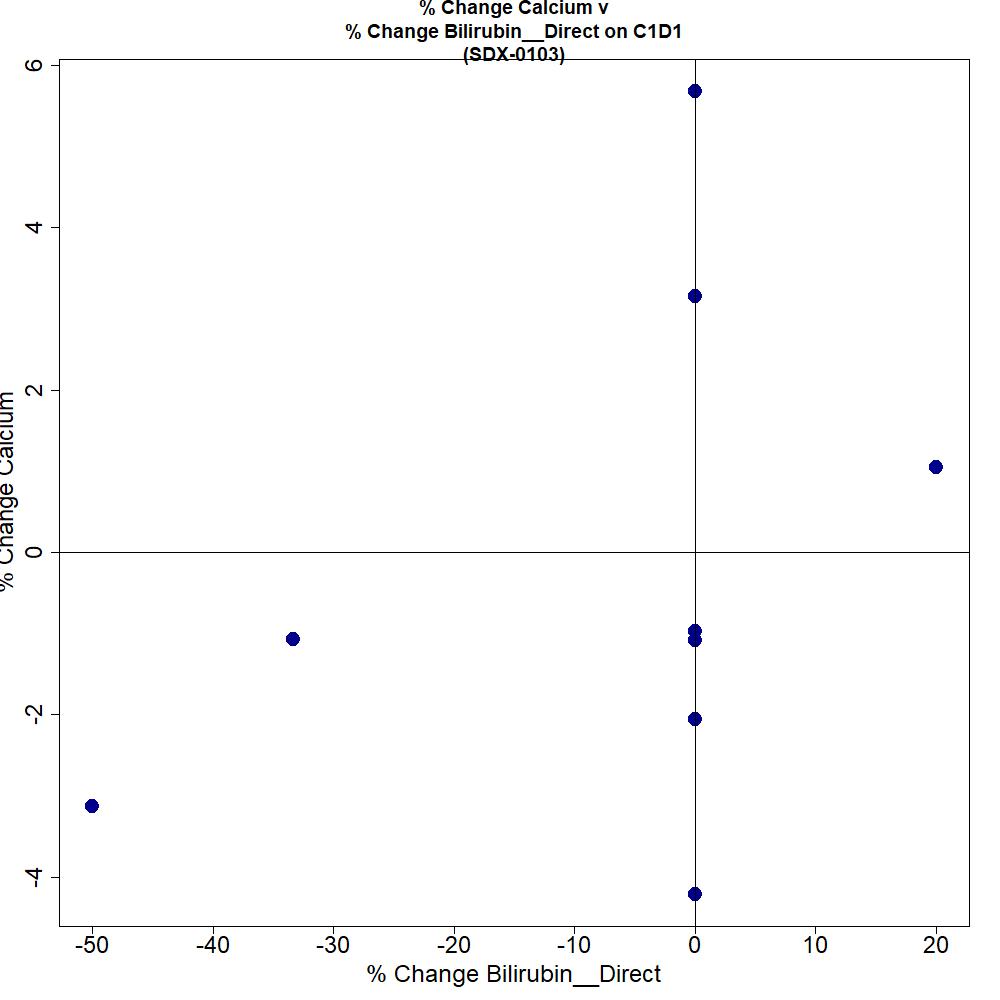 % Change Calcium v
% Change Bilirubin__Direct on C1D1
(SDX-0103)
6
4
2
0
-2
-4
% Change Calcium
-50
-40
-30
-20
-10
0
10
20
% Change Bilirubin__Direct